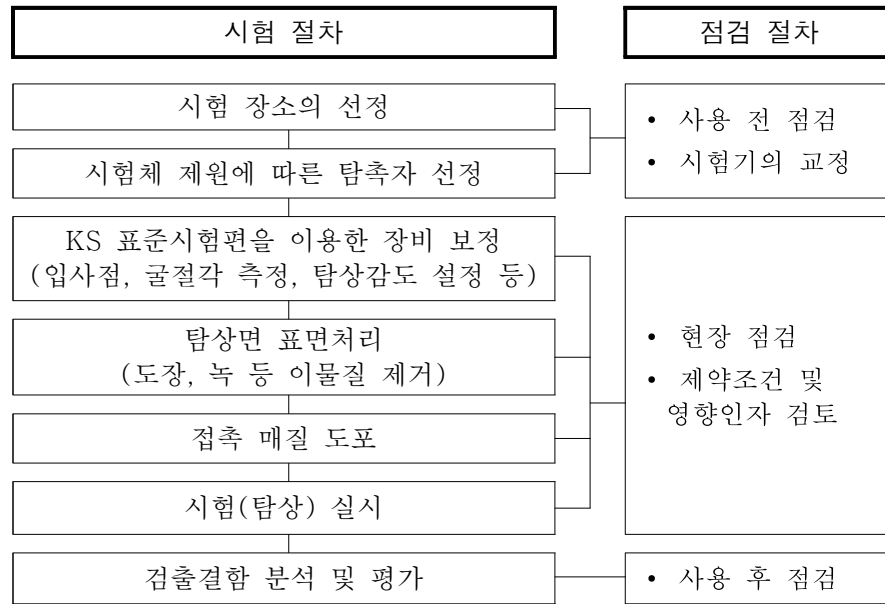 시험 절차
점검 절차
시험 장소의 선정
시험체 제원에 따른 탐촉자 선정
• 사용 전 점검
• 시험기의 교정
KS 표준시험편을 이용한 장비 보정
(입사점, 굴절각 측정, 탐상감도 설정 등)
탐상면 표면처리
(도장, 녹 등 이물질 제거)
접촉 매질 도포
시험(탐상) 실시
• 현장 점검
• 제약조건 및
영향인자 검토
검출결함 분석 및 평가
• 사용 후 점검